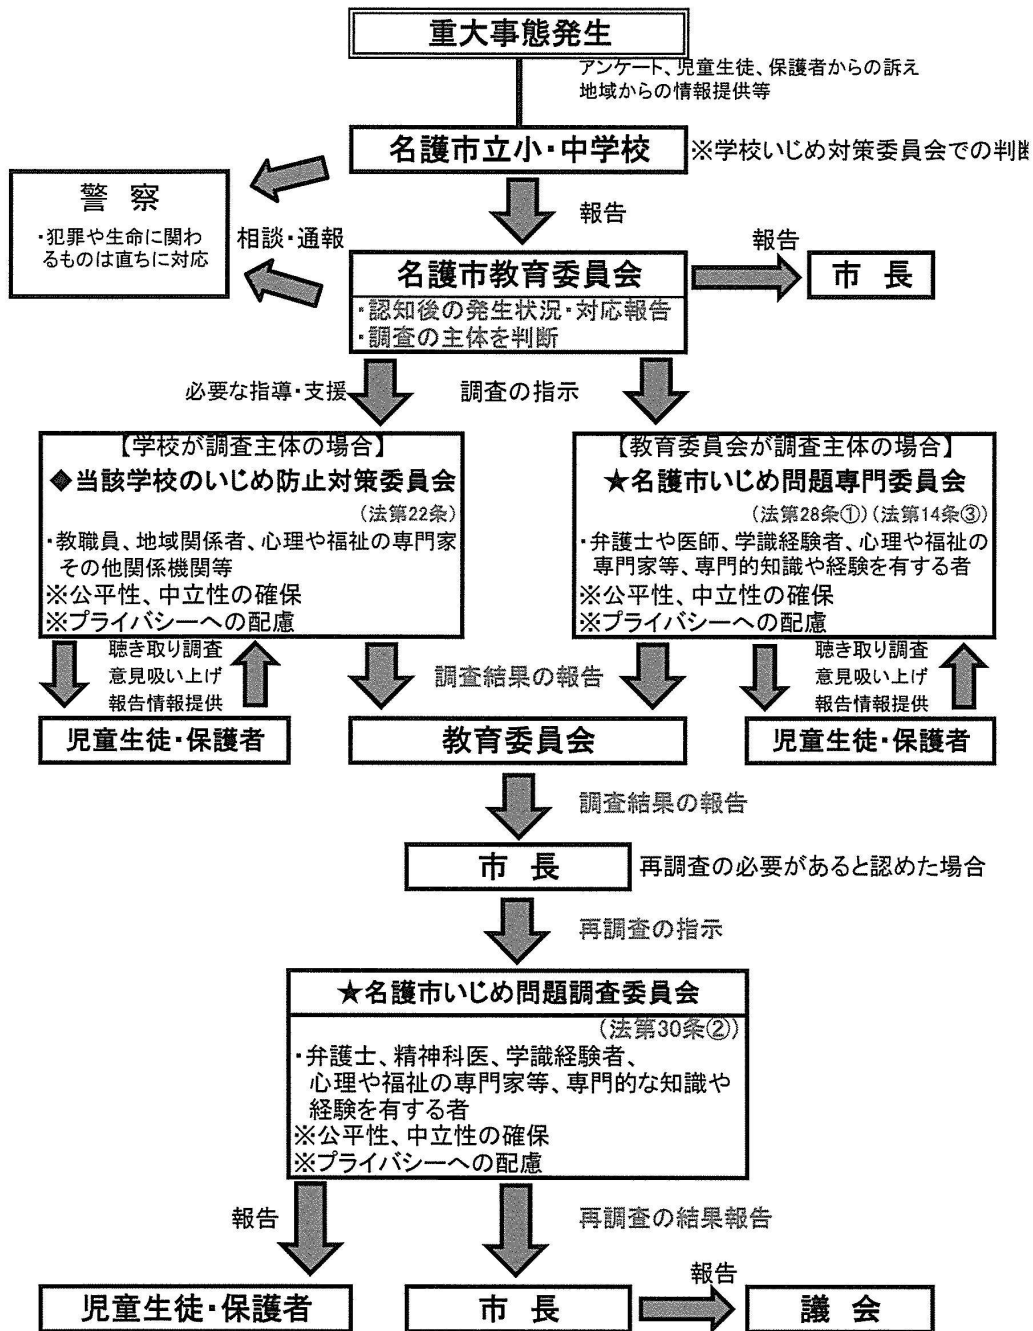 重大事態発生
アンケート、児童生徒、保護者からの訴え
地域からの情報提供等
名護市立小・中学校
※学校いじめ対策委員会での判
警 察
・犯罪や生命に関わ
るものは直ちに対応
相談・通報
報告
名護市教育委員会
・認知後の発生状況・対応報告
・調査の主体を判断
報告
市 長
必要な指導・支援
調査の指示
【学校が調査主体の場合】
◆当該学校のいじめ防止対策委員会
(法第22条)
・教職員、地域関係者、心理や福祉の専門家
その他関係機関等
※公平性、中立性の確保
※プライバシーへの配慮
【教育委員会が調査主体の場合】
★名護市いじめ問題専門委員会
(法第28条①)(法第14条③)
・弁護士や医師、学識経験者、心理や福祉の
専門家等、専門的知識や経験を有する者
※公平性、中立性の確保
※プライバシーへの配慮
聴き取り調査
意見吸い上げ
報告情報提供
調査結果の報告
聴き取り調査
意見吸い上げ
報告情報提供
児童生徒・保護者
教育委員会
児童生徒・保護者
調査結果の報告
市 長
再調査の必要があると認めた場合
再調査の指示
★名護市いじめ問題調査委員会
(法第30条②)
・弁護士、精神科医、学識経験者、
心理や福祉の専門家等、専門的な知識や
経験を有する者
※公平性、中立性の確保
※プライバシーへの配慮
報告
再調査の結果報告
児童生徒・保護者
市 長
報告
議 会